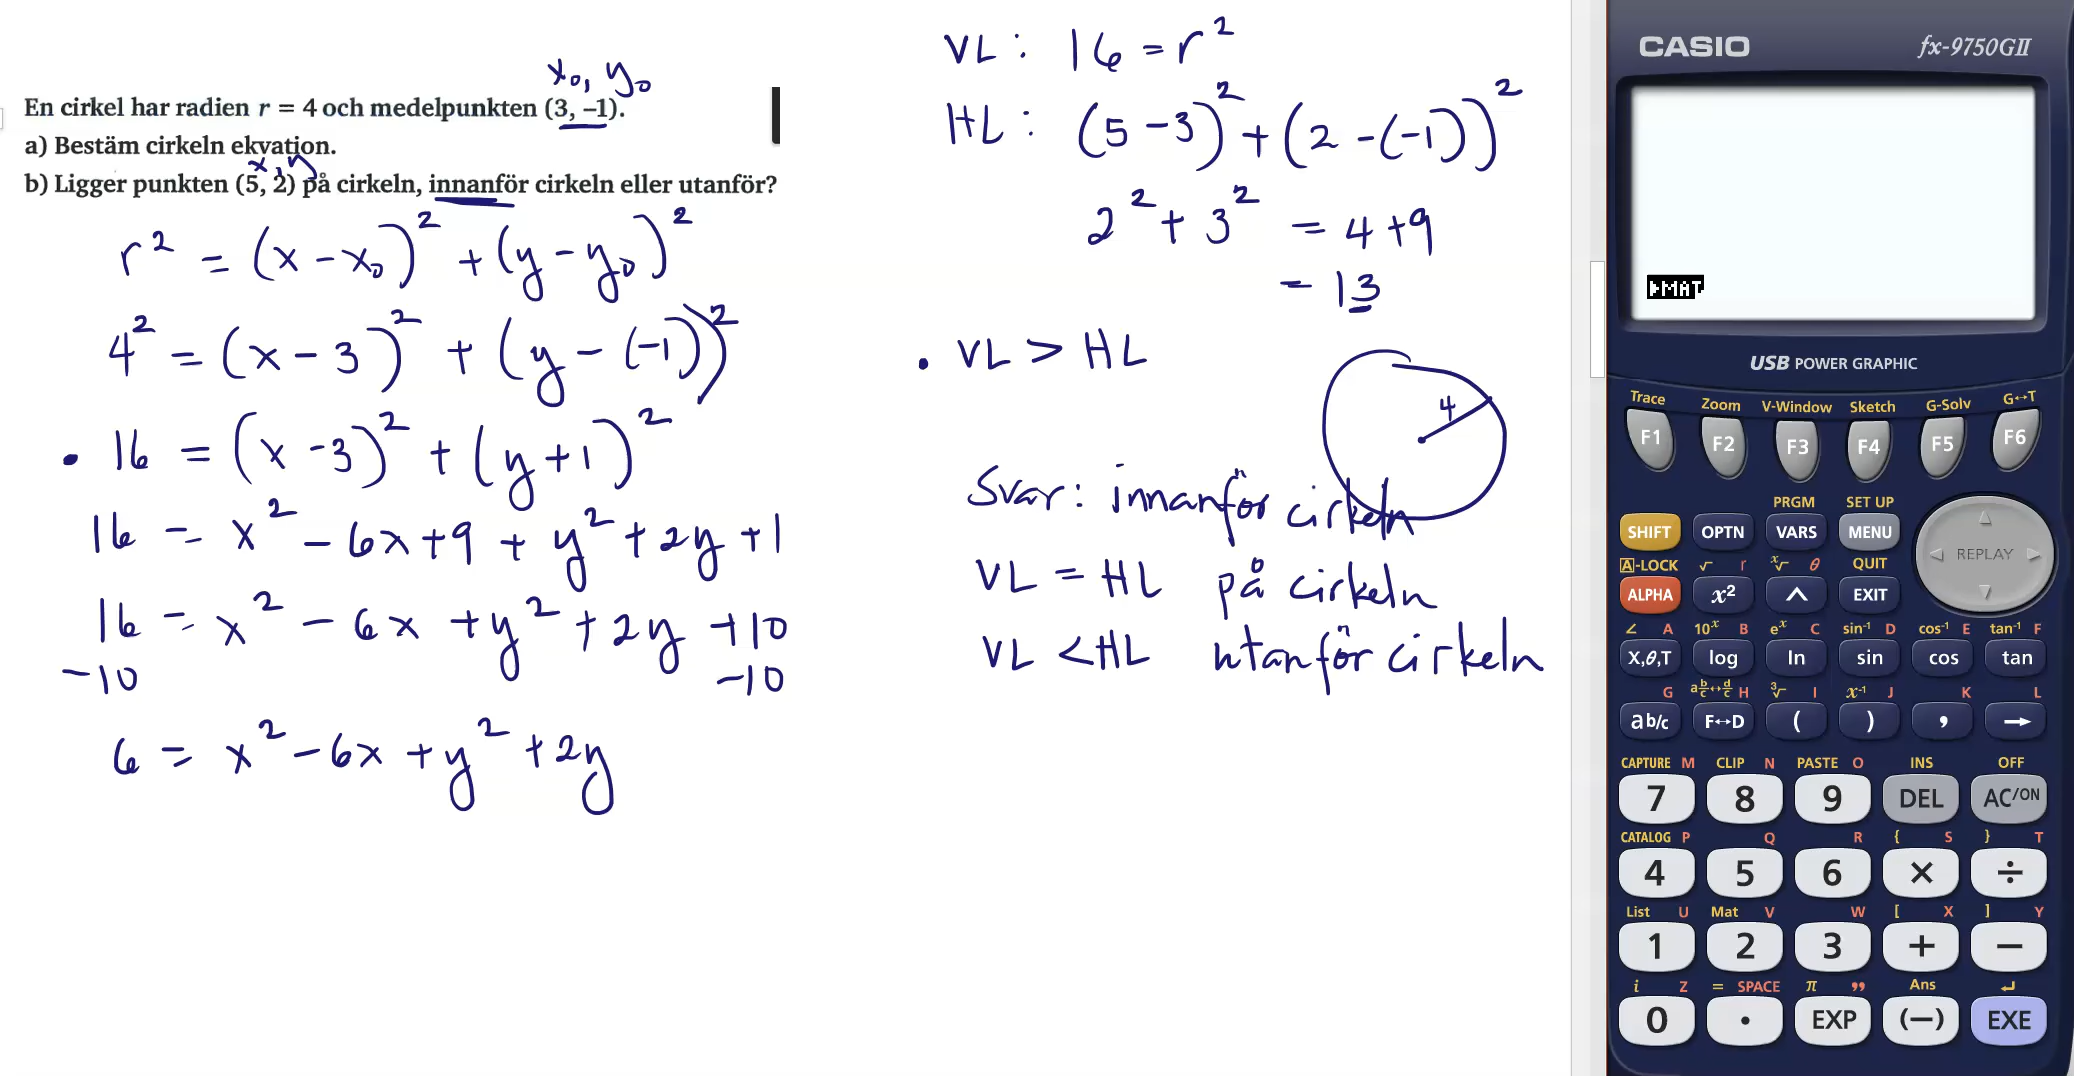 x₀, y₀
En cirkel har radien r = 4 och medelpunkten (3, –1).
a) Bestäm cirkeln ekvation.
x, y
b) Ligger punkten (5, 2) på cirkeln, innanför cirkeln eller utanför?
r² = (x - x₀)² + (y - y₀)²
4² = (x - 3)² + (y - (-1))²
• 16 = (x - 3)² + (y + 1)²
16 = x² - 6x + 9 + y² + 2y + 1
16 = x² - 6x + y² + 2y + 10
-10 -10
6 = x² - 6x + y² + 2y
VL: 16 = r²
HL: (5 - 3)² + (2 - (-1))²
2² + 3² = 4 + 9
= 13
• VL > HL
4
Svar: innanför cirkeln
VL = HL på cirkeln
VL < HL utanför cirkeln
CASIO fx-9750GII
▶MAT
USB POWER GRAPHIC
Trace Zoom V-Window Sketch G-Solv G↔T
F1 F2 F3 F4 F5 F6
PRGM SET UP
SHIFT OPTN VARS MENU
REPLAY
A-LOCK √ r ˣ√ θ QUIT
ALPHA x² ^ EXIT
∠ A 10ˣ B eˣ C sin⁻¹ D cos⁻¹ E tan⁻¹ F
X,θ,T log ln sin cos tan
G a b/c↔d/c H ³√ I x⁻¹ J K L
ab/c F↔D ( ) , →
CAPTURE M CLIP N PASTE O INS OFF
7 8 9 DEL AC/ON
CATALOG P Q R { S } T
4 5 6 × ÷
List U Mat V W [ X ] Y
1 2 3 + −
i Z = SPACE π ” Ans ↵
0 . EXP (−) EXE